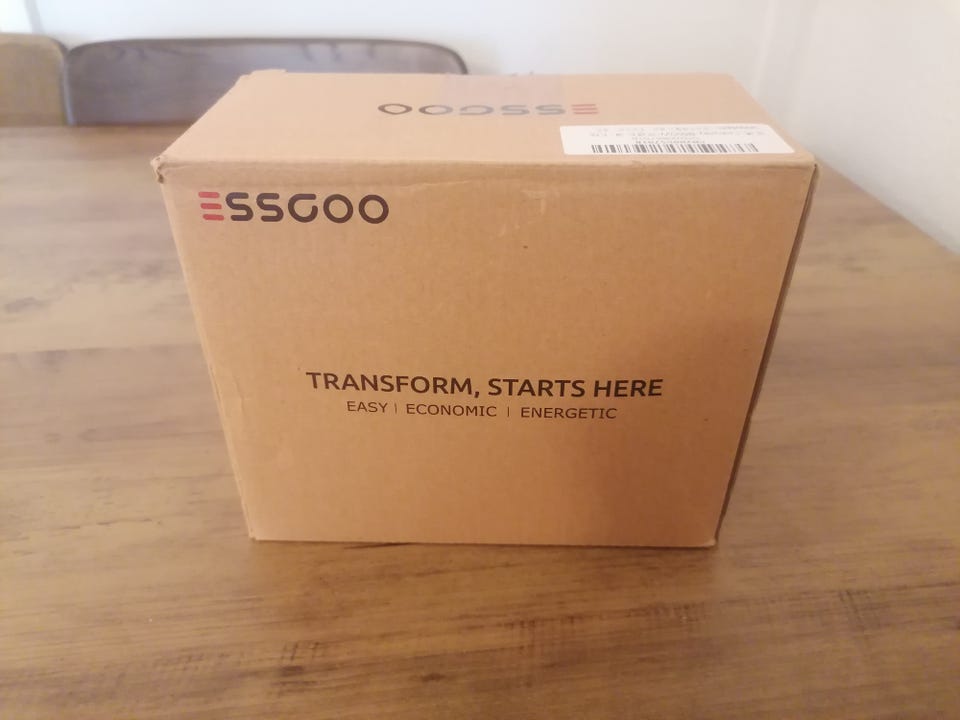 ESSGOO
ESSGOO
TRANSFORM, STARTS HERE
EASY | ECONOMIC | ENERGETIC